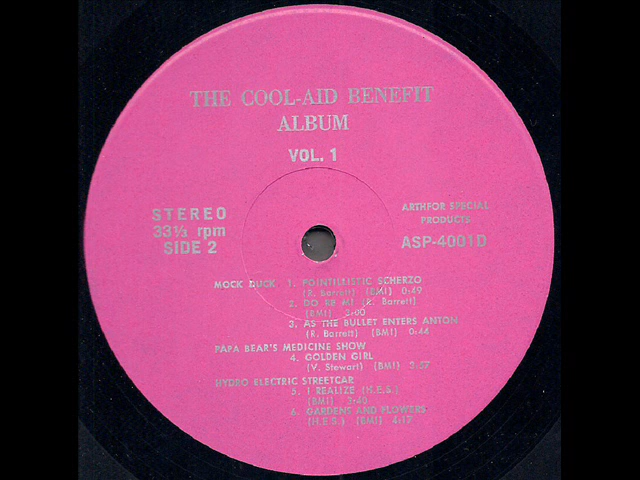 THE COOL-AID BENEFIT
ALBUM
VOL. 1
STEREO
33⅓ rpm
SIDE 2
ARTHFOR SPECIAL
PRODUCTS
ASP-4001D
MOCK DUCK 1. POINTILLISTIC SCHERZO
(R. Barrett) (BMI) 0:49
2. DO RE MI (R. Barrett)
(BMI) 3:00
3. AS THE BULLET ENTERS ANTON
(R. Barrett) (BMI) 0:44
PAPA BEAR'S MEDICINE SHOW
4. GOLDEN GIRL
(V. Stewart) (BMI)
HYDRO ELECTRIC STREETCAR
5. I REALIZE (H.E.S.)
(BMI)
6. GARDENS AND FLOWERS
(H.E.S.) (BMI) 4:17